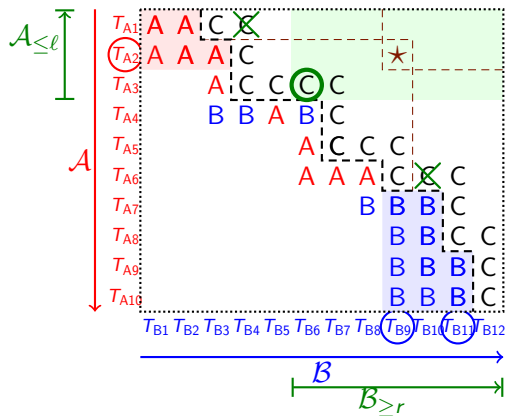 T_A1 A A C C
A_≤ℓ
T_A2 A A A C ★
T_A3 A C C C C
T_A4 B B A B C
A
T_A5 A C C C
T_A6 A A A C C C
T_A7 B B B C
T_A8 B B C C
T_A9 B B B C
T_A10 B B B C
T_B1 T_B2 T_B3 T_B4 T_B5 T_B6 T_B7 T_B8 T_B9 T_B10 T_B11 T_B12
B
B_≥r